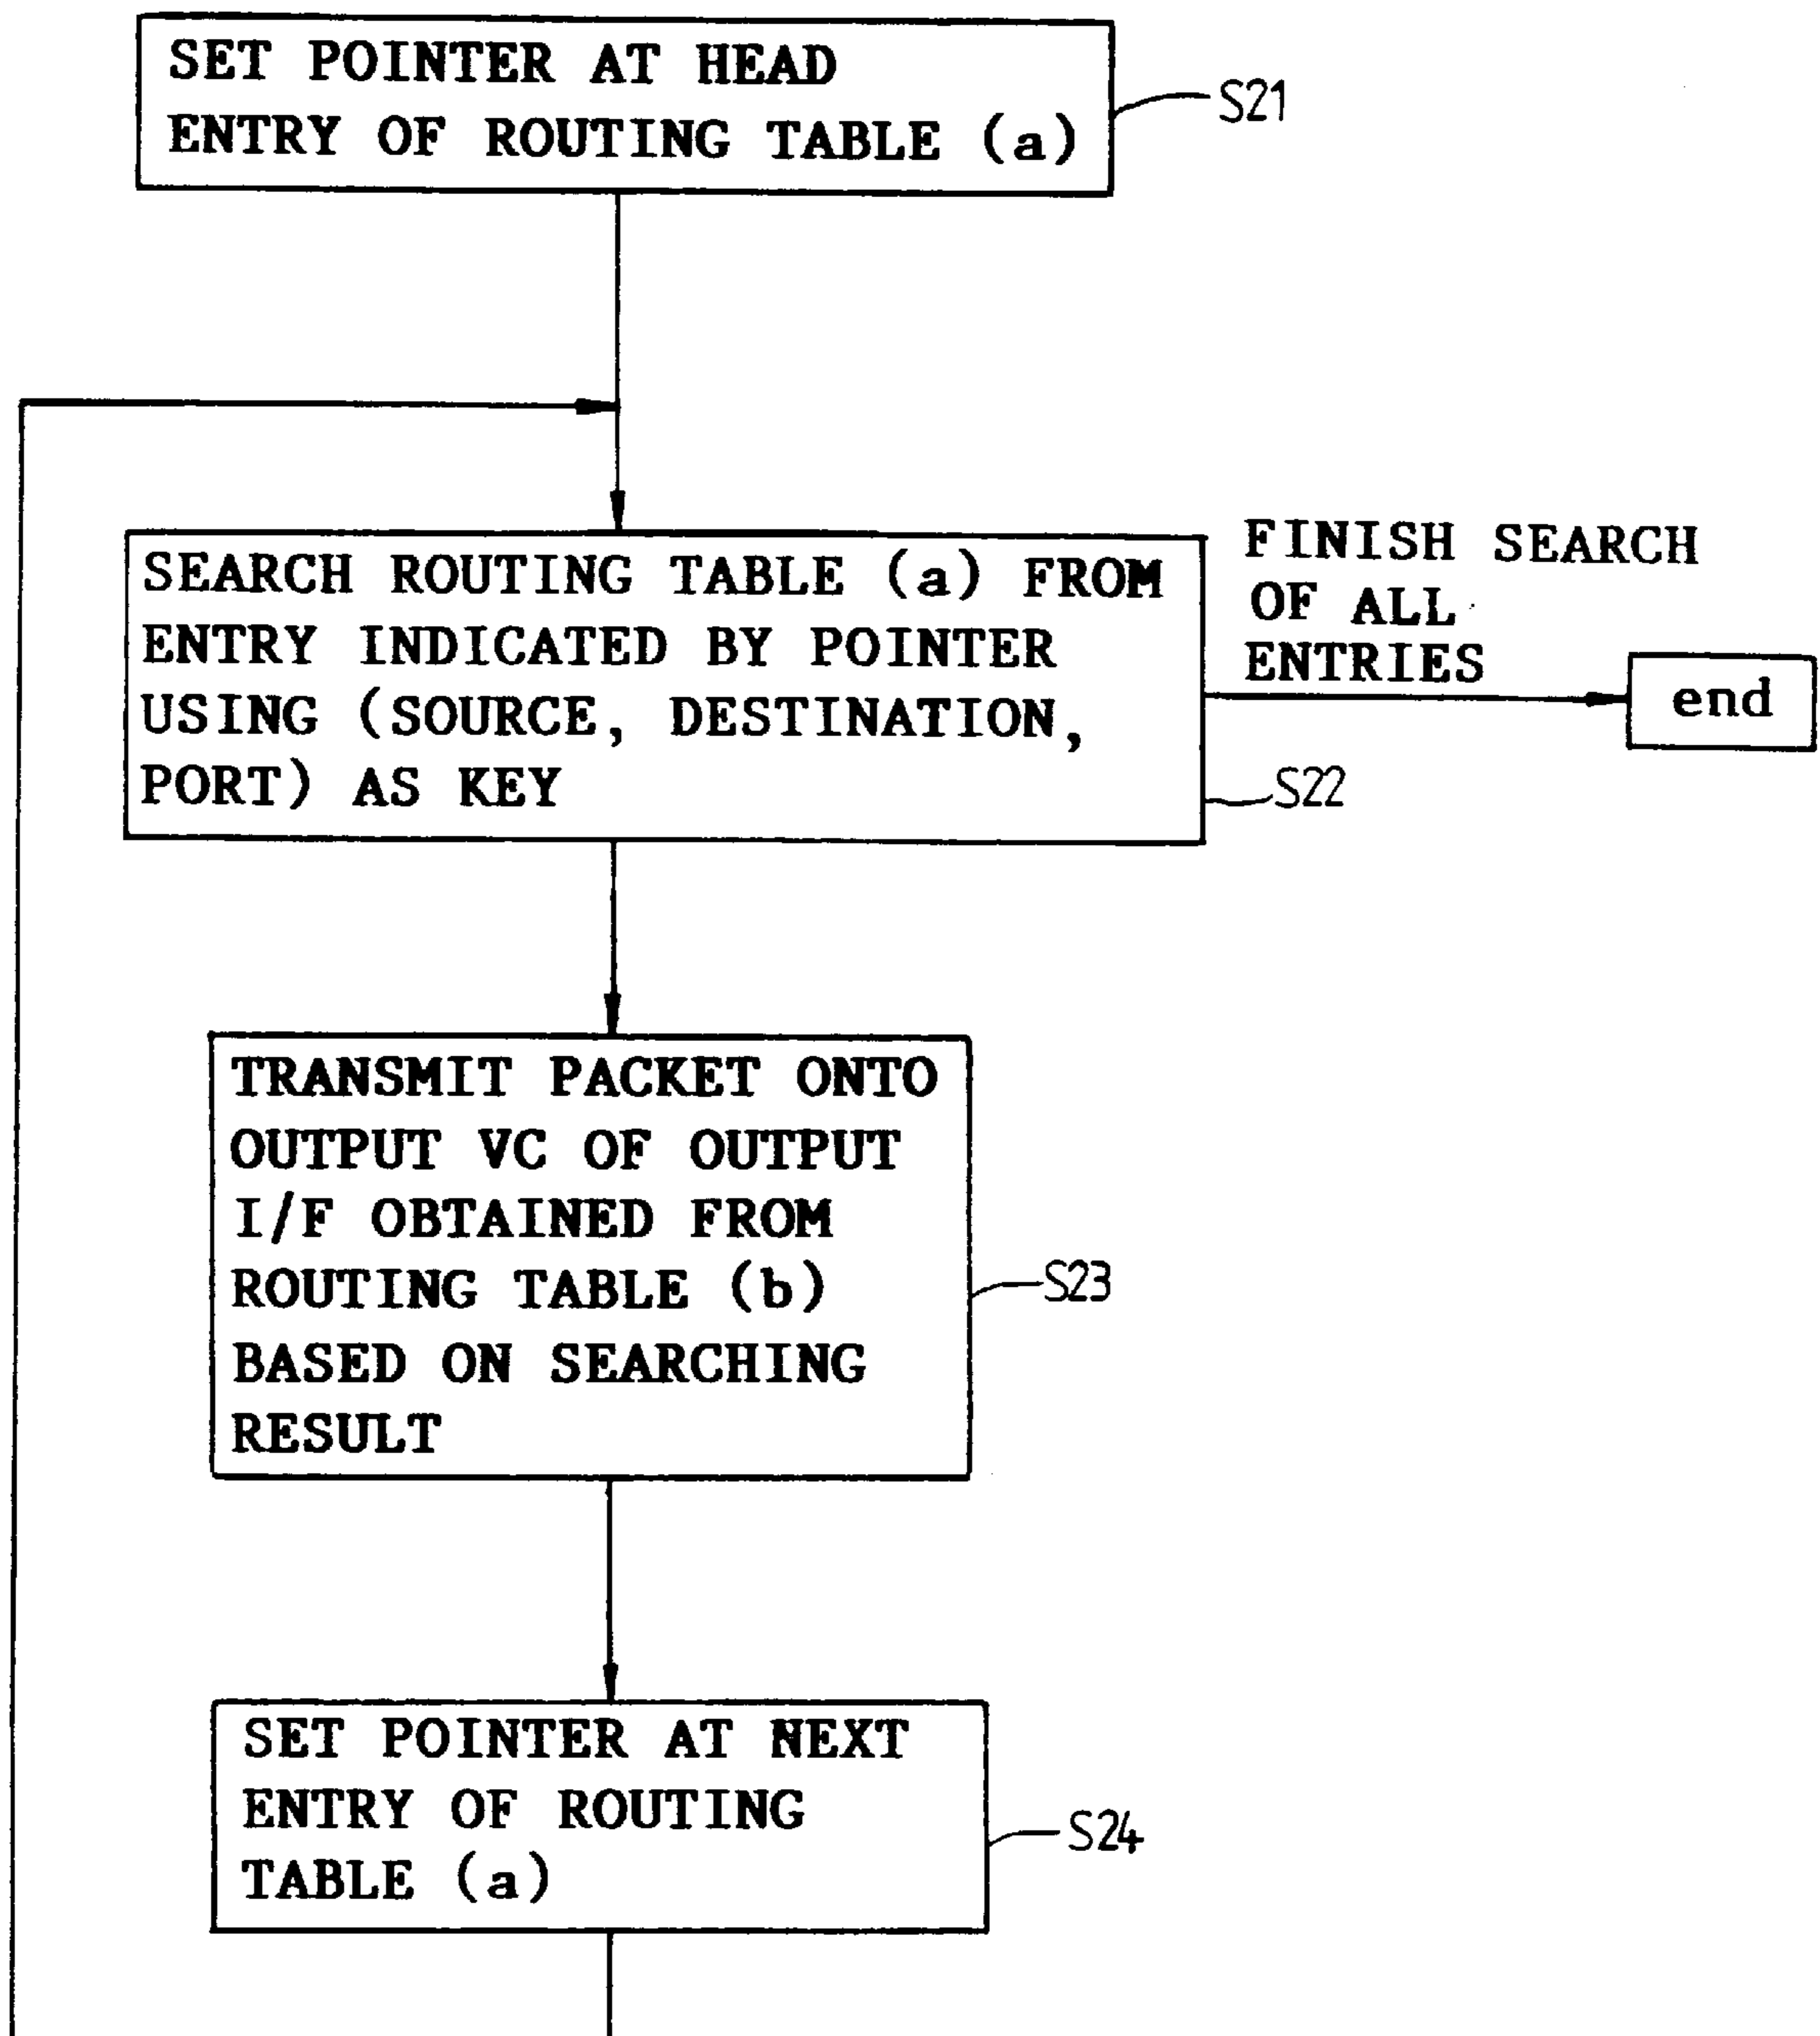 SET POINTER AT HEAD
ENTRY OF ROUTING TABLE (a)
S21
SEARCH ROUTING TABLE (a) FROM
ENTRY INDICATED BY POINTER
USING (SOURCE, DESTINATION,
PORT) AS KEY
S22
FINISH SEARCH
OF ALL
ENTRIES
end
TRANSMIT PACKET ONTO
OUTPUT VC OF OUTPUT
I/F OBTAINED FROM
ROUTING TABLE (b)
BASED ON SEARCHING
RESULT
S23
SET POINTER AT NEXT
ENTRY OF ROUTING
TABLE (a)
S24